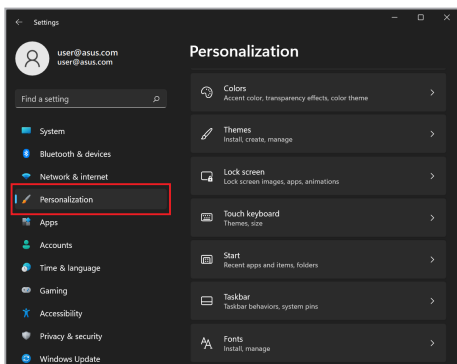 Settings
user@asus.com
user@asus.com
Find a setting
System
Bluetooth & devices
Network & internet
Personalization
Apps
Accounts
Time & language
Gaming
Accessibility
Privacy & security
Windows Update
Personalization
Colors
Accent color, transparency effects, color theme
Themes
Install, create, manage
Lock screen
Lock screen images, apps, animations
Touch keyboard
Themes, size
Start
Recent apps and items, folders
Taskbar
Taskbar behaviors, system pins
Fonts
Install, manage